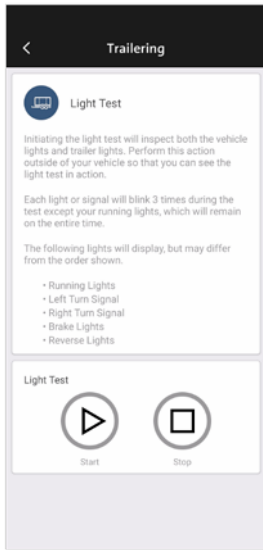 Trailering
Light Test
Initiating the light test will inspect both the vehicle
lights and trailer lights. Perform this action
outside of your vehicle so that you can see the
light test in action.
Each light or signal will blink 3 times during the
test except your running lights, which will remain
on the entire time.
The following lights will display, but may differ
from the order shown.
• Running Lights
• Left Turn Signal
• Right Turn Signal
• Brake Lights
• Reverse Lights
Light Test
Start Stop